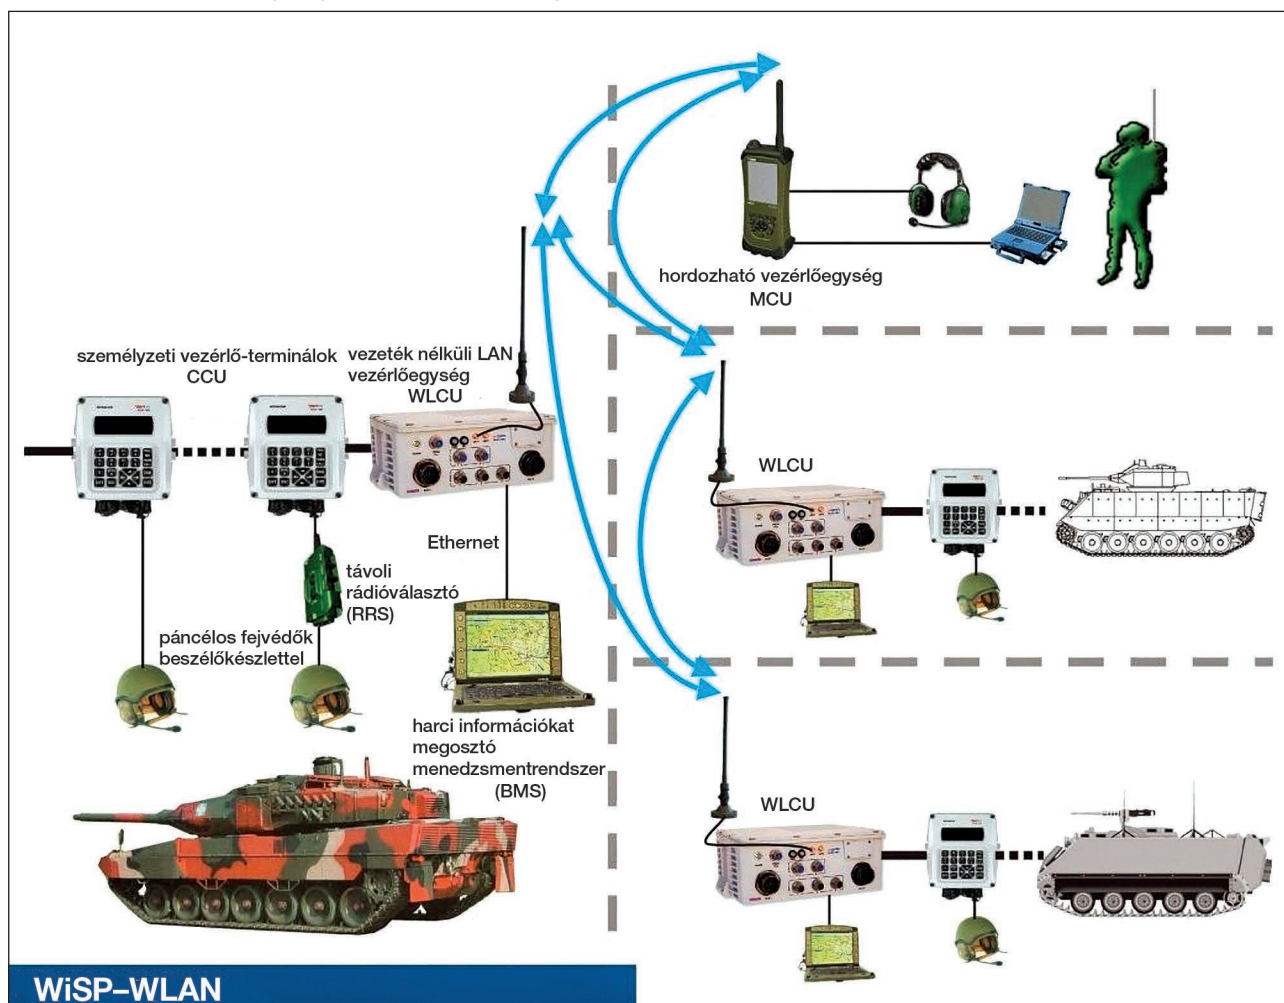 hordozható vezérlőegység
MCU
személyzeti vezérlő-terminálok
CCU
vezeték nélküli LAN
vezérlőegység
WLCU
Ethernet
távoli
rádióválasztó
(RRS)
páncélos fejvédők
beszélőkészlettel
harci információkat
megosztó
menedzsmentrendszer
(BMS)
WLCU
WLCU
WiSP–WLAN